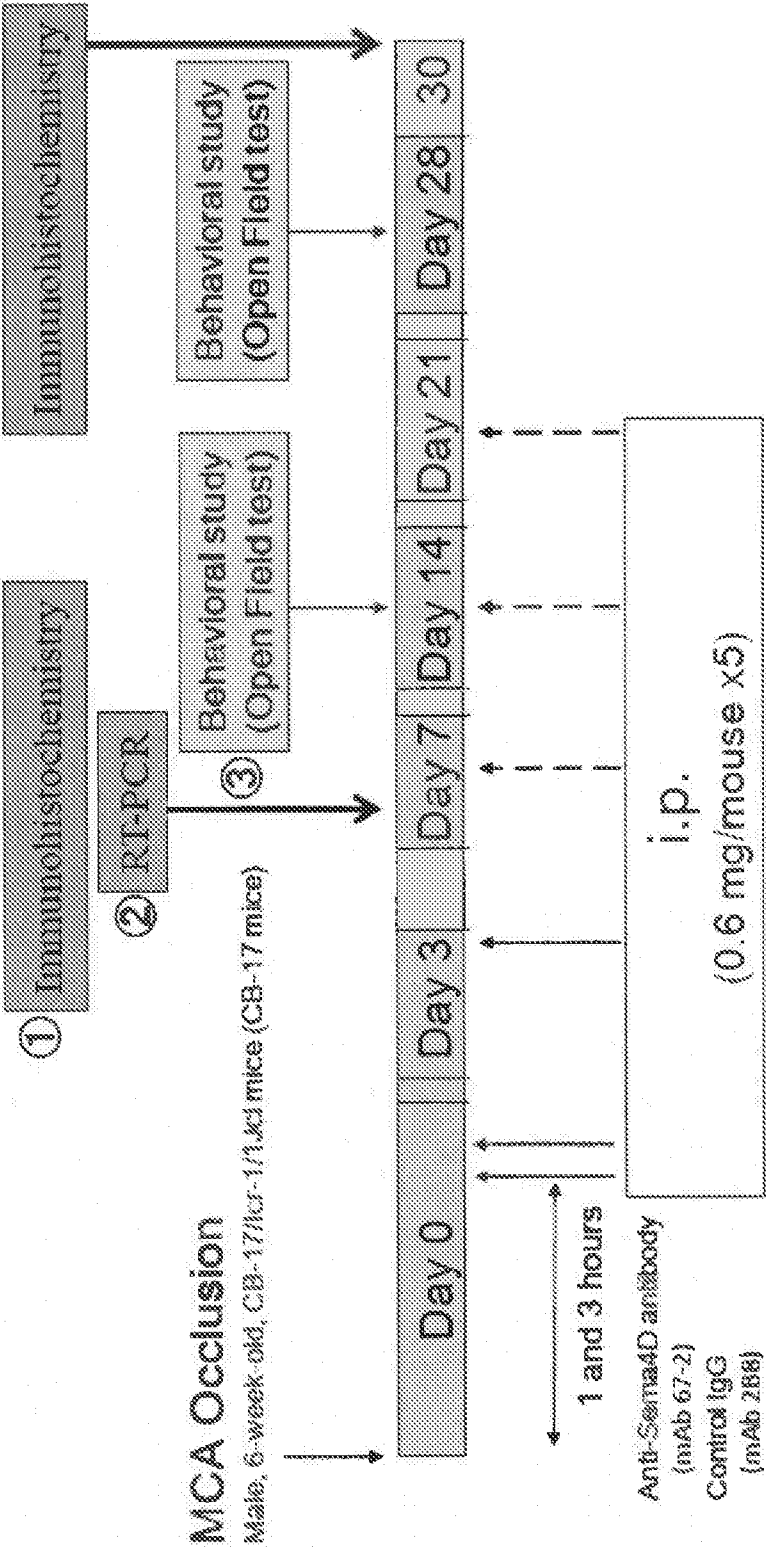 ① Immunohistochemistry
Immunohistochemistry
② RT-PCR
③
Behavioral study
(Open Field test)
Behavioral study
(Open Field test)
MCA Occlusion
Male, 6-week-old, CB-17/Icr-1/1Jcl mice (CB-17 mice)
Day 0
Day 3
Day 7
Day 14
Day 21
Day 28
30
1 and 3 hours
Anti-Sema4D antibody
(mAb 67-2)
Control IgG
(mAb 2B8)
i.p.
(0.6 mg/mouse x5)